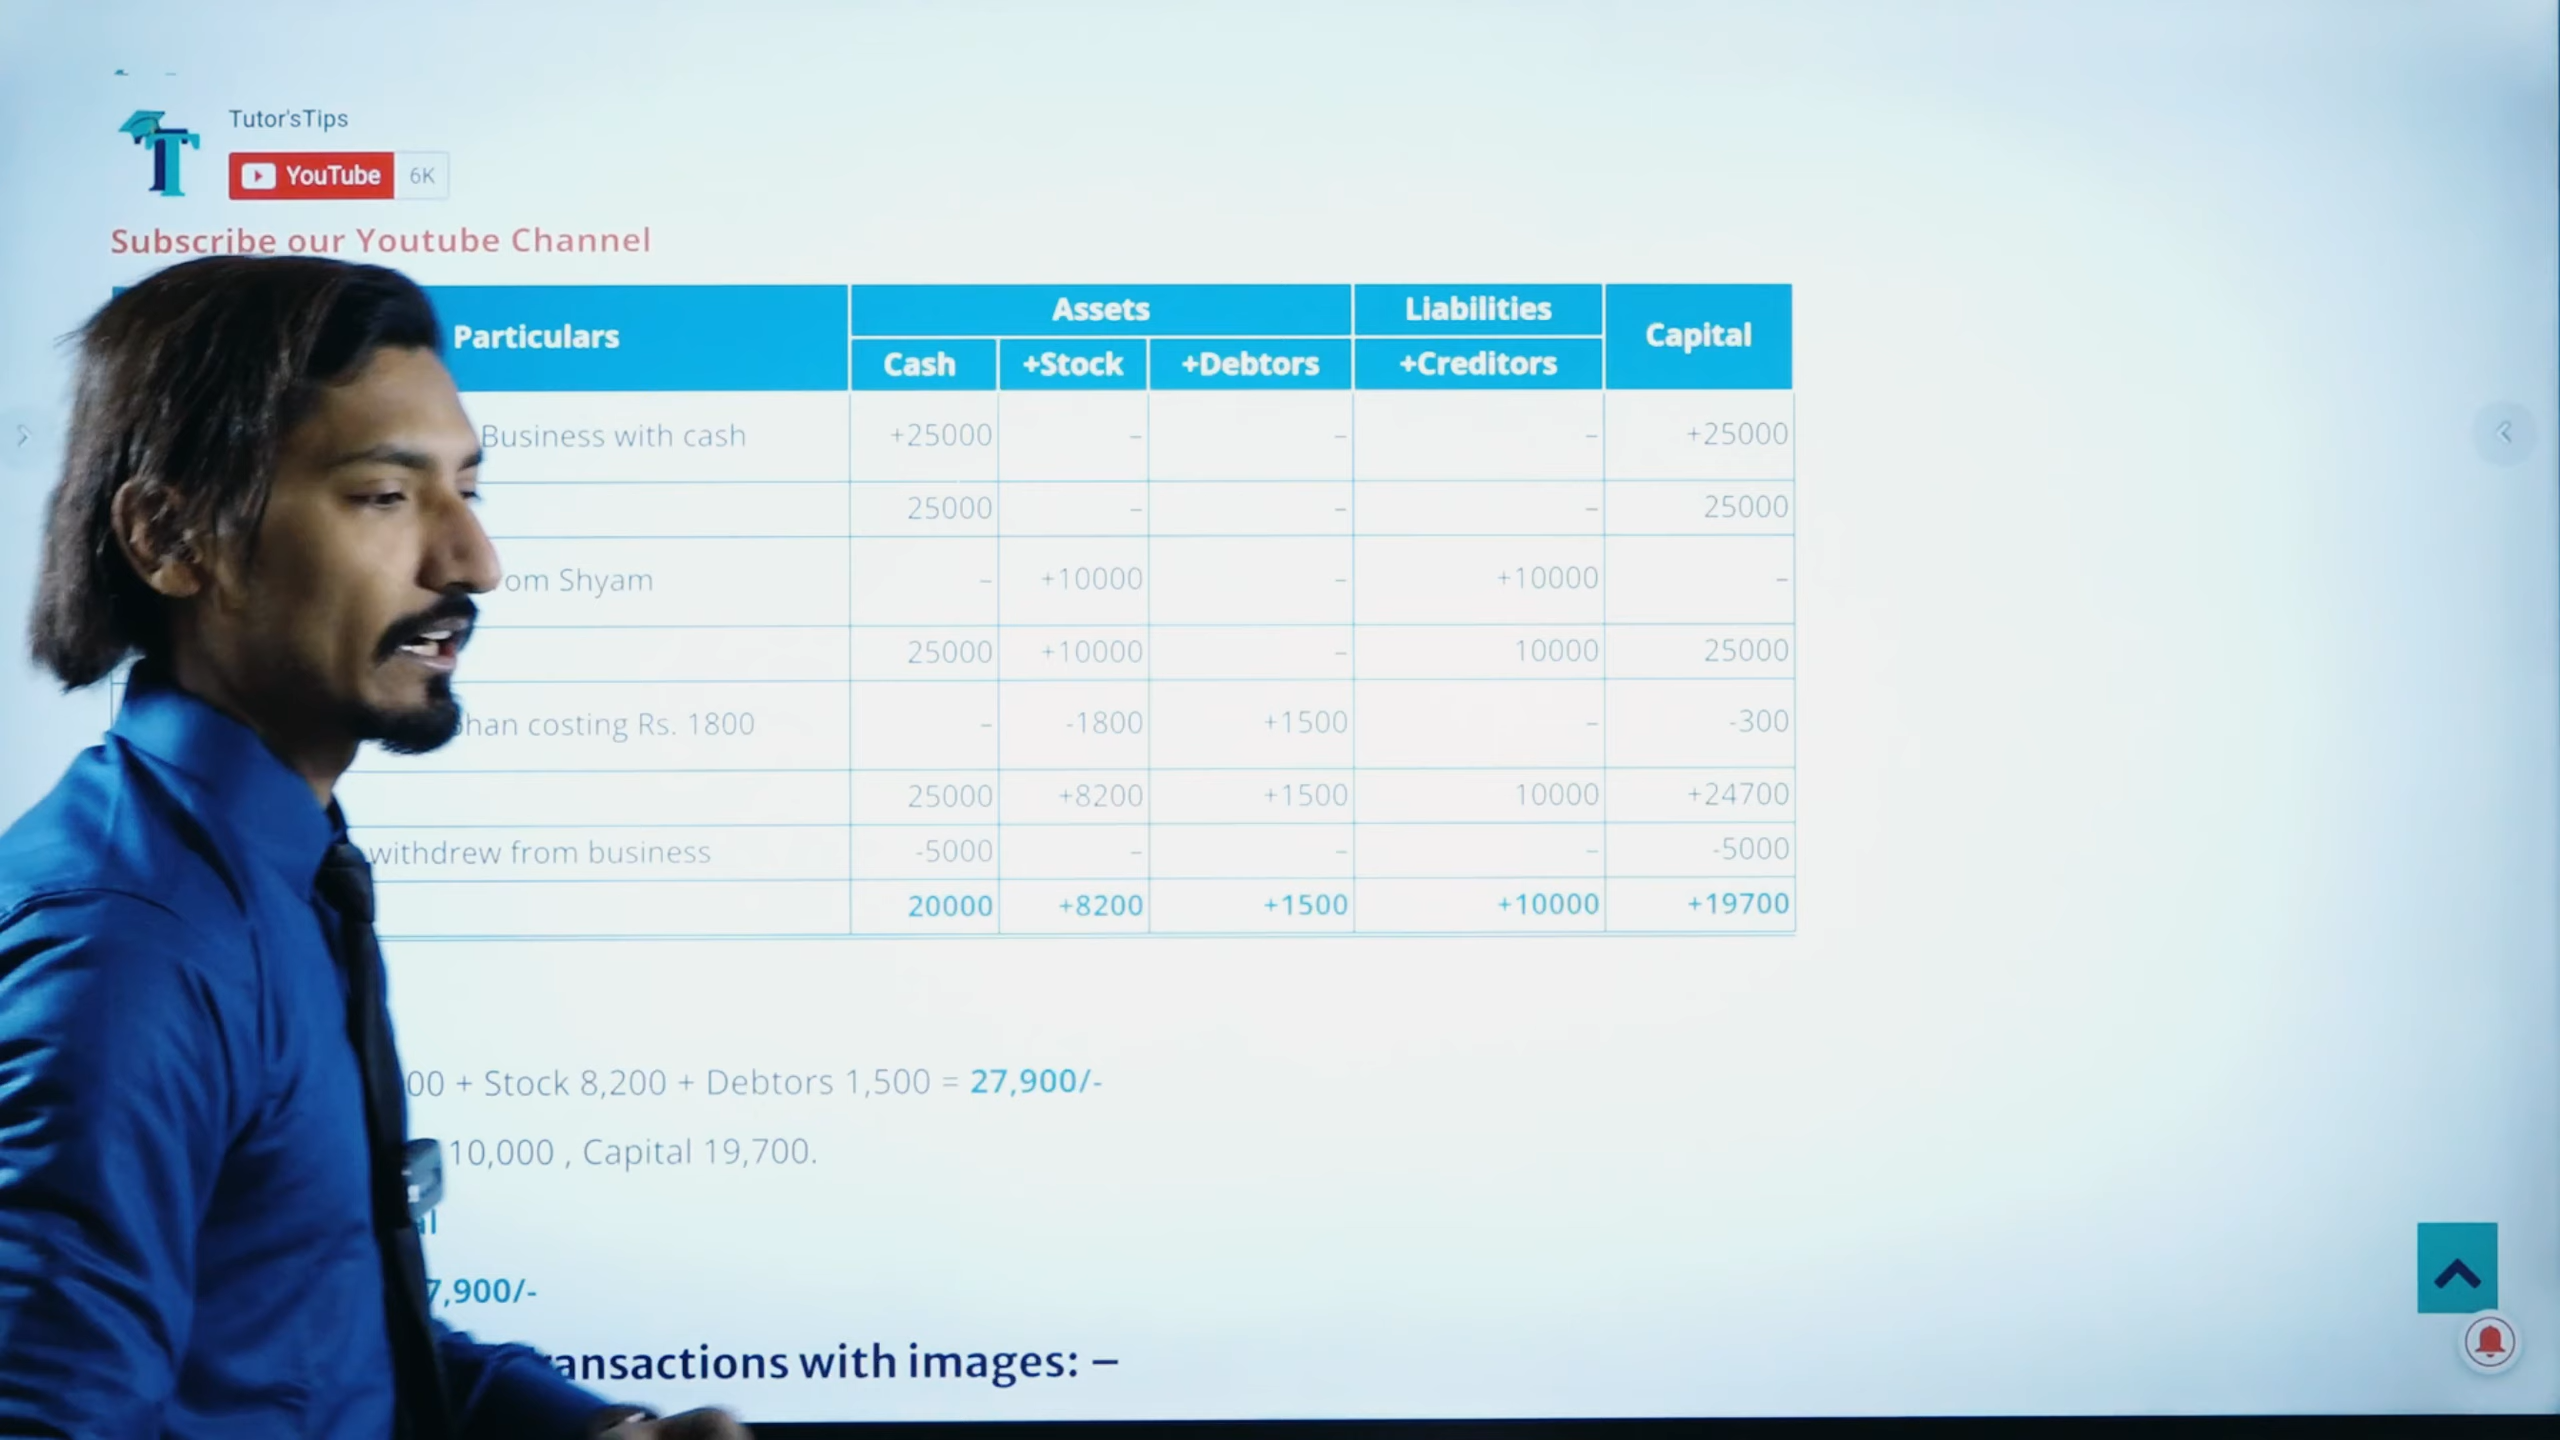 Tutor'sTips
YouTube 6K
Subscribe our Youtube Channel
Particulars Assets Liabilities Capital
Cash +Stock +Debtors +Creditors
Business with cash +25000 – – – +25000
25000 – – – 25000
om Shyam – +10000 – +10000 –
25000 +10000 – 10000 25000
han costing Rs. 1800 – -1800 +1500 – -300
25000 +8200 +1500 10000 +24700
withdrew from business -5000 – – – -5000
20000 +8200 +1500 +10000 +19700
00 + Stock 8,200 + Debtors 1,500 = 27,900/-
10,000 , Capital 19,700.
al
7,900/-
ansactions with images: –